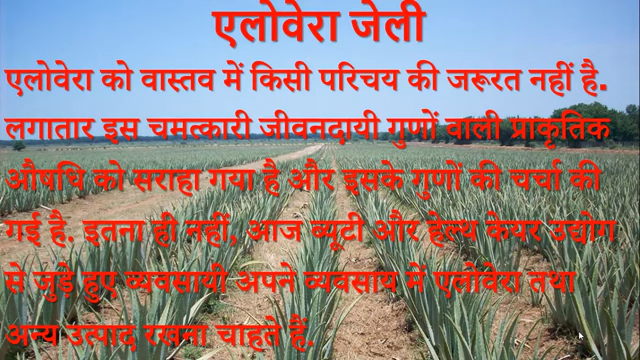 एलोवेरा जेली
एलोवेरा को वास्तव में किसी परिचय की जरूरत नहीं है.
लगातार इस चमत्कारी जीवनदायी गुणों वाली प्राकृतिक
औषधि को सराहा गया है और इसके गुणों की चर्चा की
गई है. इतना ही नहीं, आज ब्यूटी और हेल्थ केयर उद्योग
से जुड़े हुए व्यवसायी अपने व्यवसाय में एलोवेरा तथा
अन्य उत्पाद रखना चाहते हैं.